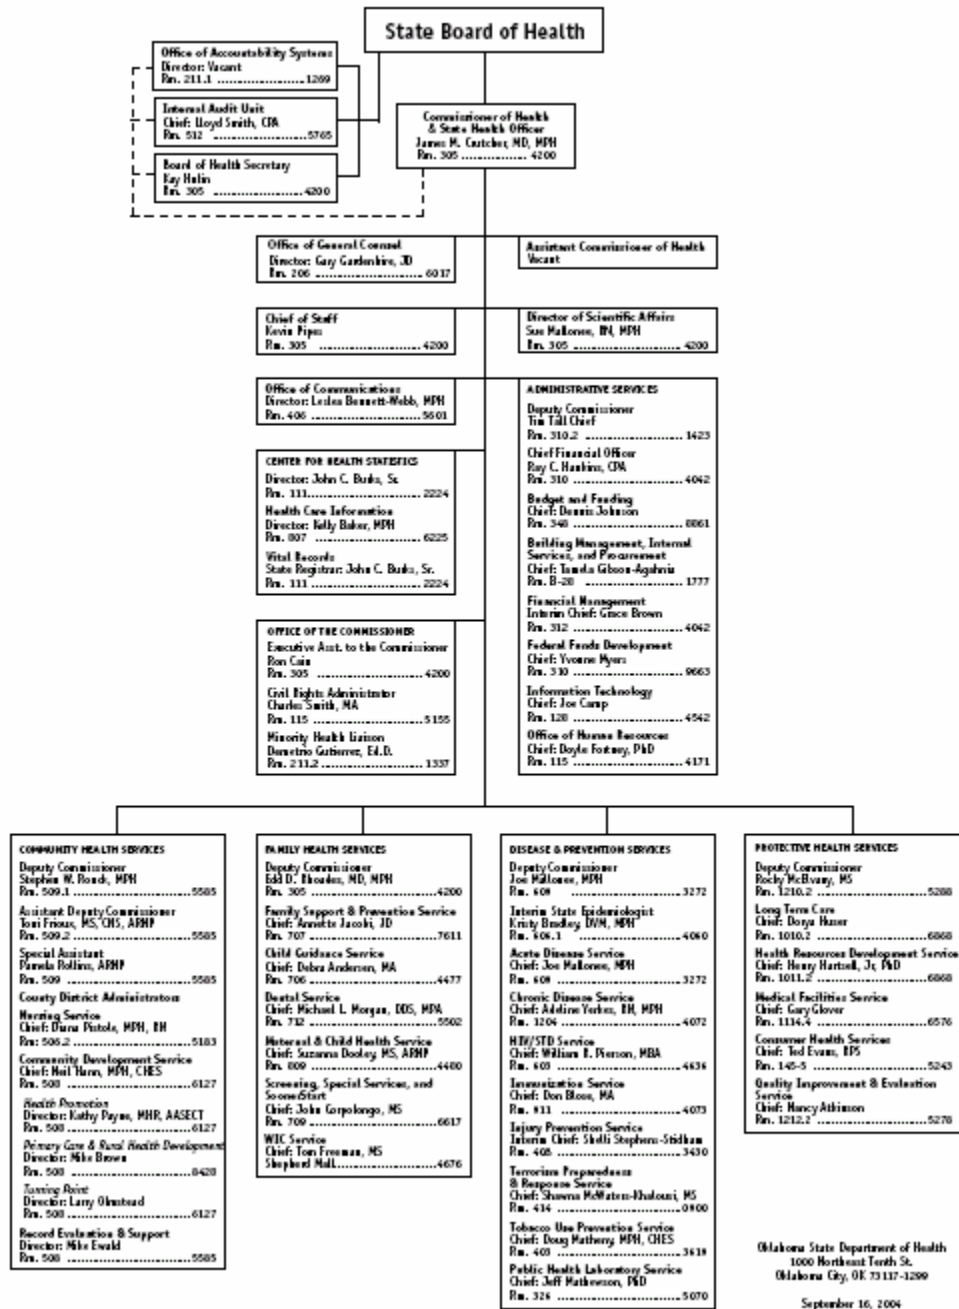 State Board of Health
Office of Accountability Systems
Director: Vacant
Rm. 211.1 1269
Internal Audit Unit
Chief: Lloyd Smith, CPA
Rm. 512 5765
Board of Health Secretary
Kay
Rm. 305 4200
Commissioner of Health
& State Health Officer
James M. Crutcher, MD, MPH
Rm. 305 4200
Office of General Counsel
Director: Gary Gardenhire, JD
Rm. 206 6017
Assistant Commissioner of Health
Vacant
Chief of Staff
Kevin Pipes
Rm. 305 4200
Director of Scientific Affairs
Sue Mallonee, RN, MPH
Rm. 305 4200
Office of Communications
Director: Leslea Bennett-Webb, MPH
Rm. 406 5601
CENTER FOR HEALTH STATISTICS
Director: John C. Burks, Sr.
Rm. 111 2224
Health Care Information
Director: Kelly Baker, MPH
Rm. 807 6225
Vital Records
State Registrar: John C. Burks, Sr.
Rm. 111 2224
OFFICE OF THE COMMISSIONER
Executive Asst. to the Commissioner
Ron Cain
Rm. 305 4200
Civil Rights Administrator
Charles Smith, MA
Rm. 115 5155
Minority Health Liaison
Demetrio Gutierrez, Ed.D.
Rm. 211.2 1337
ADMINISTRATIVE SERVICES
Deputy Commissioner
Tim Tall Chief
Rm. 310.2 1423
Chief Financial Officer
Ray C. Haukins, CPA
Rm. 310 4042
Budget and Funding
Chief: Dennis Johnson
Rm. 348 8861
Building Management, Internal
Services, and Procurement
Chief: Tamela Gibson-Agahnia
Rm. B-28 1777
Financial Management
Interim Chief: Grace Brown
Rm. 312 4042
Federal Funds Development
Chief: Yvonne Myers
Rm. 310 9663
Information Technology
Chief: Joe Camp
Rm. 128 4542
Office of Human Resources
Chief: Doyle Fortney, PhD
Rm. 115 4171
COMMUNITY HEALTH SERVICES
Deputy Commissioner
Stephen W. Ronck, MPH
Rm. 509.1 5585
Assistant Deputy Commissioner
Toni Frioux, MS, CNS, ARNP
Rm. 509.2 5585
Special Assistant
Pamela Rollins, ARNP
Rm. 509 5585
County District Administrators
Nursing Service
Chief: Diana Pistole, MPH, RN
Rm. 506.2 5183
Community Development Service
Chief: Neil Hann, MPH, CHES
Rm. 508 6127
Health Promotion
Director: Kathy Payne, MHR, AASECT
Rm. 508 6127
Primary Care & Rural Health Development
Director: Mike Brown
Rm. 508 8428
Turning Point
Director: Larry Olmstead
Rm. 508 6127
Record Evaluation & Support
Director: Mike Ewald
Rm. 508 5585
FAMILY HEALTH SERVICES
Deputy Commissioner
Edd D. Rhoades, MD, MPH
Rm. 305 4200
Family Support & Prevention Service
Chief: Annette Jacobi, JD
Rm. 707 7611
Child Guidance Service
Chief: Debra Andersen, MA
Rm. 706 4477
Dental Service
Chief: Michael L. Morgan, DDS, MPA
Rm. 712 5502
Maternal & Child Health Service
Chief: Suzanna Dooley, MS, ARNP
Rm. 809 4480
Screening, Special Services, and
SoonerStart
Chief: John Corpolongo, MS
Rm. 709 6617
WIC Service
Chief: Tom Freeman, MS
Shepherd Mall 4676
DISEASE & PREVENTION SERVICES
Deputy Commissioner
Joe Mallonee, MPH
Rm. 609 3272
Interim State Epidemiologist
Kristy Bradley, DVM, MPH
Rm. 606.1 4060
Acute Disease Service
Chief: Joe Mallonee, MPH
Rm. 609 3272
Chronic Disease Service
Chief: Adeline Yerkes, RN, MPH
Rm. 1204 4072
HIV/STD Service
Chief: William R. Pierson, MBA
Rm. 605 4636
Immunization Service
Chief: Don Blose, MA
Rm. 811 4073
Injury Prevention Service
Interim Chief: Shelli Stephens-Stidham
Rm. 408 3430
Terrorism Preparedness
& Response Service
Chief: Shawna McWaters-Khalousi, MS
Rm. 414 0900
Tobacco Use Prevention Service
Chief: Doug Matheny, MPH, CHES
Rm. 403 3619
Public Health Laboratory Service
Chief: Jeff Mathewson, PhD
Rm. 326 5070
PROTECTIVE HEALTH SERVICES
Deputy Commissioner
Rocky McElvany, MS
Rm. 1210.2 5288
Long Term Care
Chief: Dorya Huser
Rm. 1010.2 6868
Health Resources Development Service
Chief: Henry Hartsell, Jr, PhD
Rm. 1011.2 6868
Medical Facilities Service
Chief: Gary Glover
Rm. 1114.4 6576
Consumer Health Services
Chief: Ted Evans, RPS
Rm. 145-5 5243
Quality Improvement & Evaluation
Service
Chief: Nancy Atkinson
Rm. 1212.2 5278
Oklahoma State Department of Health
1000 Northeast Tenth St.
Oklahoma City, OK 73117-1299
September 16, 2004